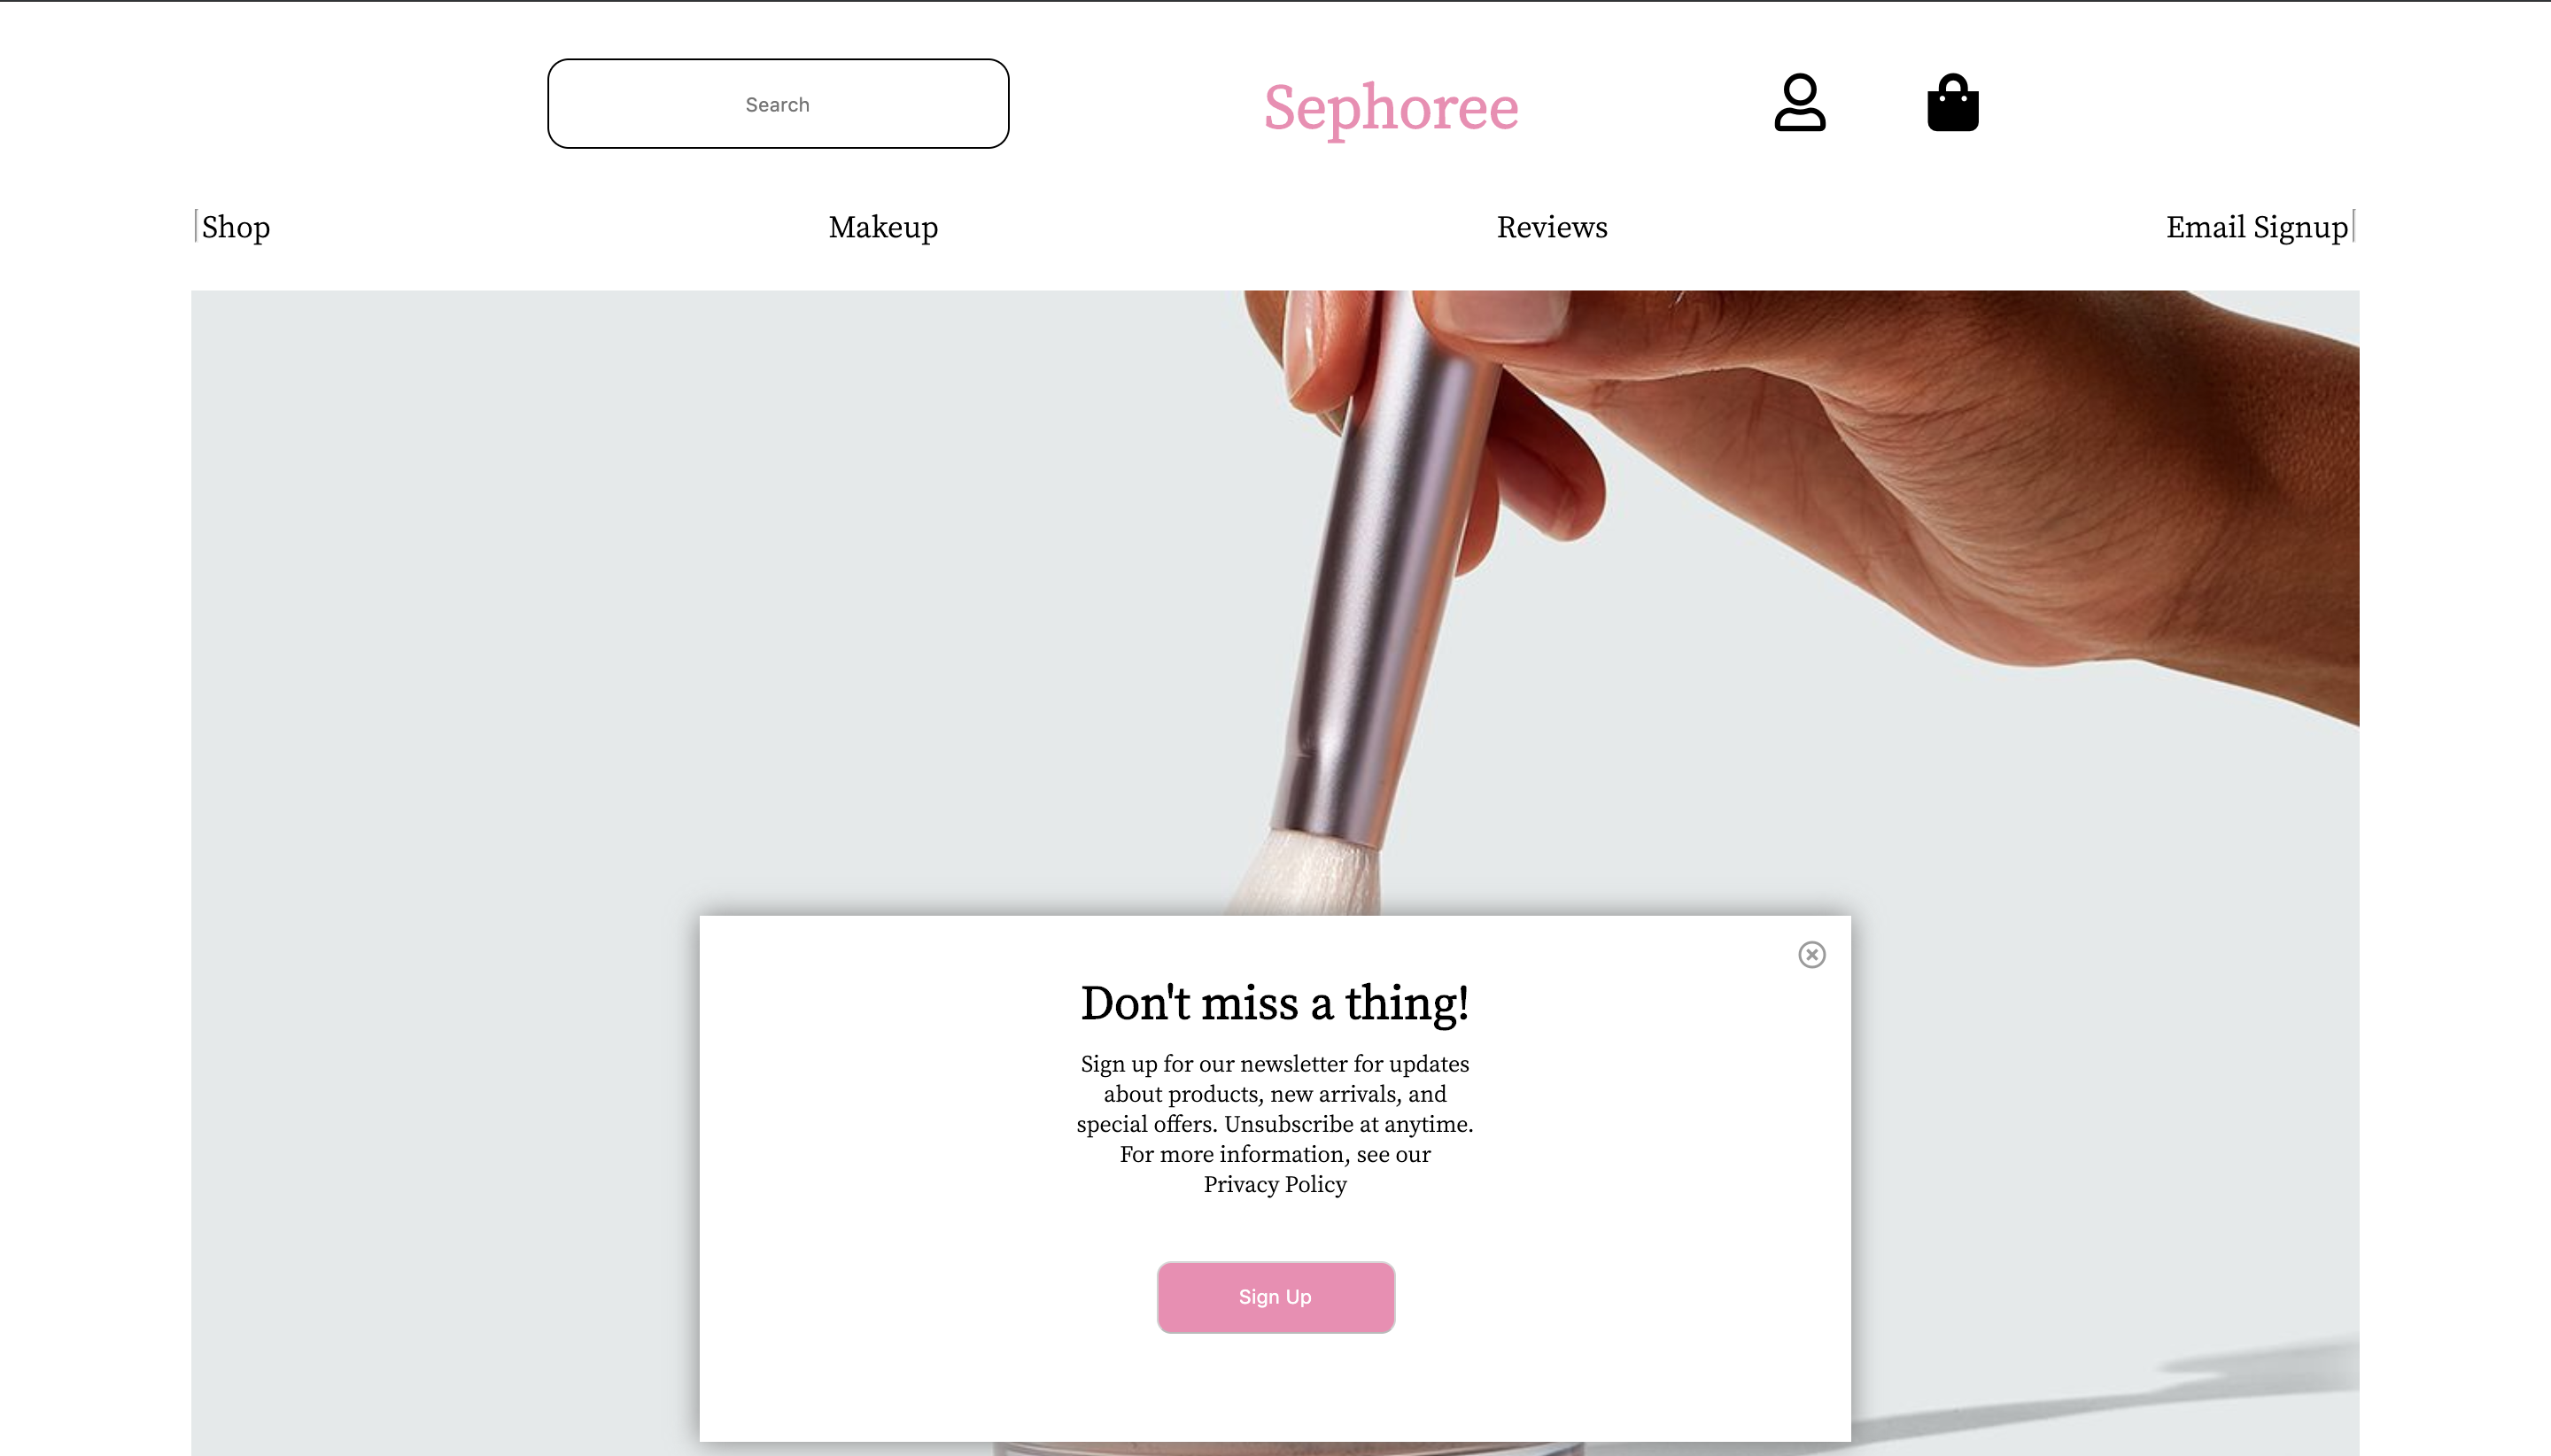 Search
Sephoree
Shop
Makeup
Reviews
Email Signup
Don't miss a thing!
Sign up for our newsletter for updates
about products, new arrivals, and
special offers. Unsubscribe at anytime.
For more information, see our
Privacy Policy
Sign Up